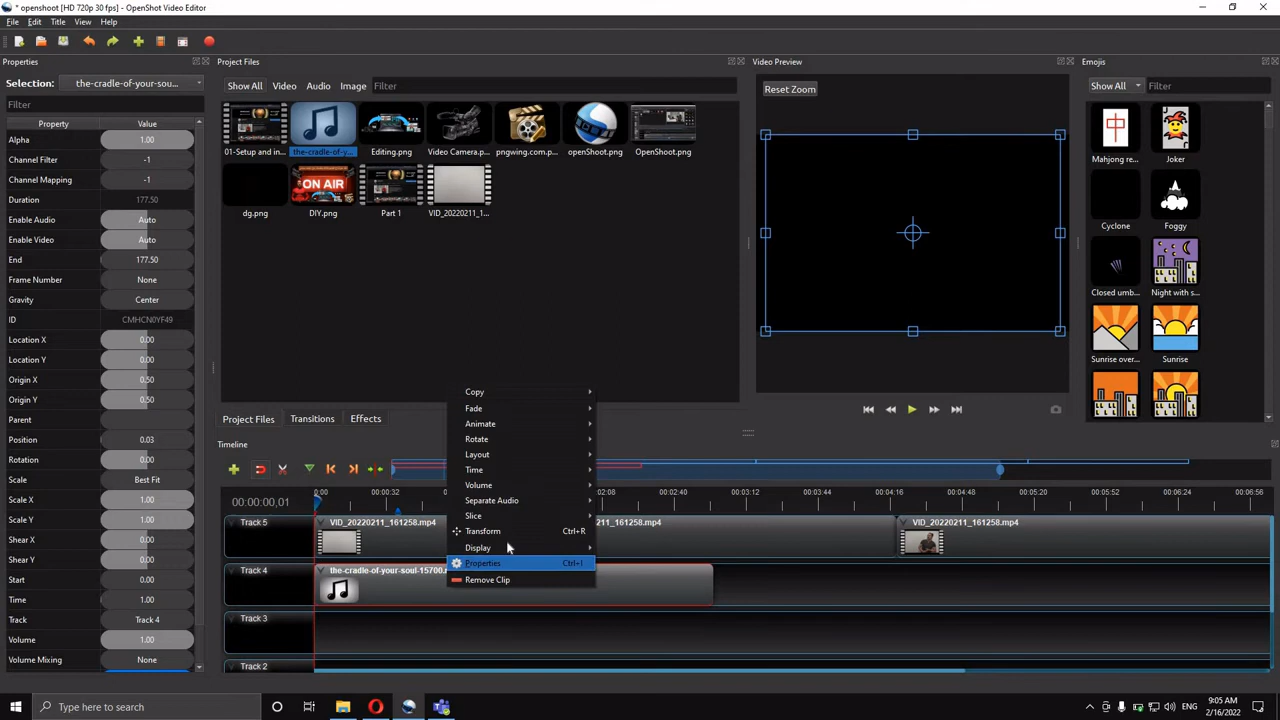 * openshoot [HD 720p 30 fps] - OpenShot Video Editor
File Edit Title View Help
Properties
Selection: the-cradle-of-your-sou...
Filter
Property Value
Alpha 1.00
Channel Filter -1
Channel Mapping -1
Duration 177.50
Enable Audio Auto
Enable Video Auto
End 177.50
Frame Number None
Gravity Center
ID CMHCN0YF49
Location X 0.00
Location Y 0.00
Origin X 0.50
Origin Y 0.50
Parent
Position 0.03
Rotation 0.00
Scale Best Fit
Scale X 1.00
Scale Y 1.00
Shear X 0.00
Shear Y 0.00
Start 0.00
Time 1.00
Track Track 4
Volume 1.00
Volume Mixing None
Project Files
Show All Video Audio Image Filter
01-Setup and in... the-cradle-of-y... Editing.png Video Camera.p... pngwing.com.p... openShoot.png OpenShot.png
ON AIR
dg.png DIY.png Part 1 VID_20220211_1...
Project Files Transitions Effects
Video Preview
Reset Zoom
Emojis
Show All Filter
Mahjong re... Joker
Cyclone Foggy
Closed umb... Night with s...
Sunrise over... Sunrise
Timeline
00:00:00,01 0:00 00:00:32 2:08 00:02:40 00:03:12 00:03:44 00:04:16 00:04:48 00:05:20 00:05:52 00:06:24 00:06:56
Track 5 VID_20220211_161258.mp4 11_161258.mp4 VID_20220211_161258.mp4
Track 4 the-cradle-of-your-soul-15700.
Track 3
Track 2
Copy
Fade
Animate
Rotate
Layout
Time
Volume
Separate Audio
Slice
Transform Ctrl+R
Display
Properties Ctrl+I
Remove Clip
Type here to search
ENG
9:05 AM
2/16/2022